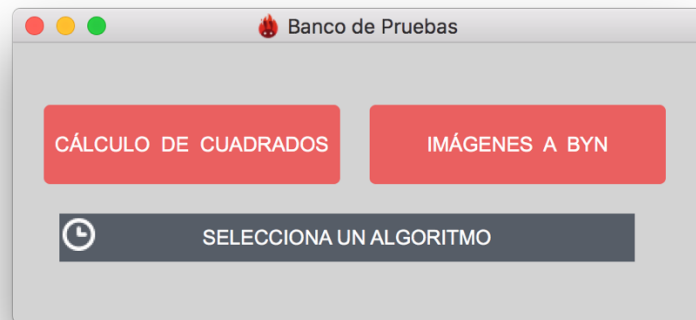 Banco de Pruebas
CÁLCULO DE CUADRADOS
IMÁGENES A BYN
SELECCIONA UN ALGORITMO